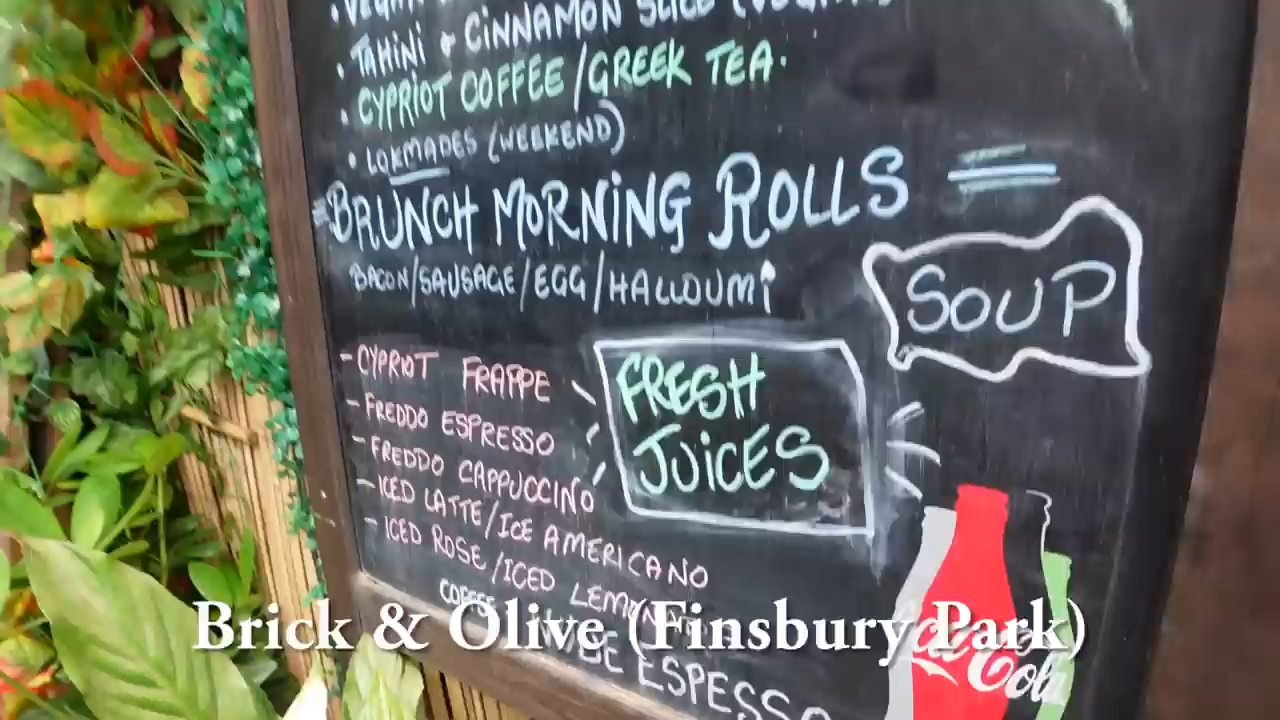 • VEGAN
• TAHiNi & CiNNAMON SLiCE
• CYPRiOT COFFEE / GREEK TEA.
• LOKMADES (WEEKEND)
=BRUNCH MORNiNG ROLLS =
BACON/SAUSAGE/EGG/HALLOUMi
SOUP
- CYPRIOT FRAPPE
- FREDDO ESPRESSO
- FREDDO CAPPUCCINO
- ICED LATTE/ICE AMERICANO
- ICED ROSE/ICED
FRESH
JUiCES
ESPESSO
Coca Cola
Brick & Olive (Finsbury Park)